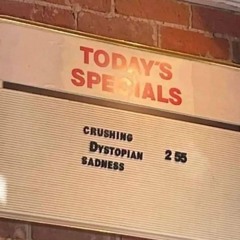 TODAY'S
SPECIALS
CRUSHING
DYSTOPIAN 2 55
SADNESS